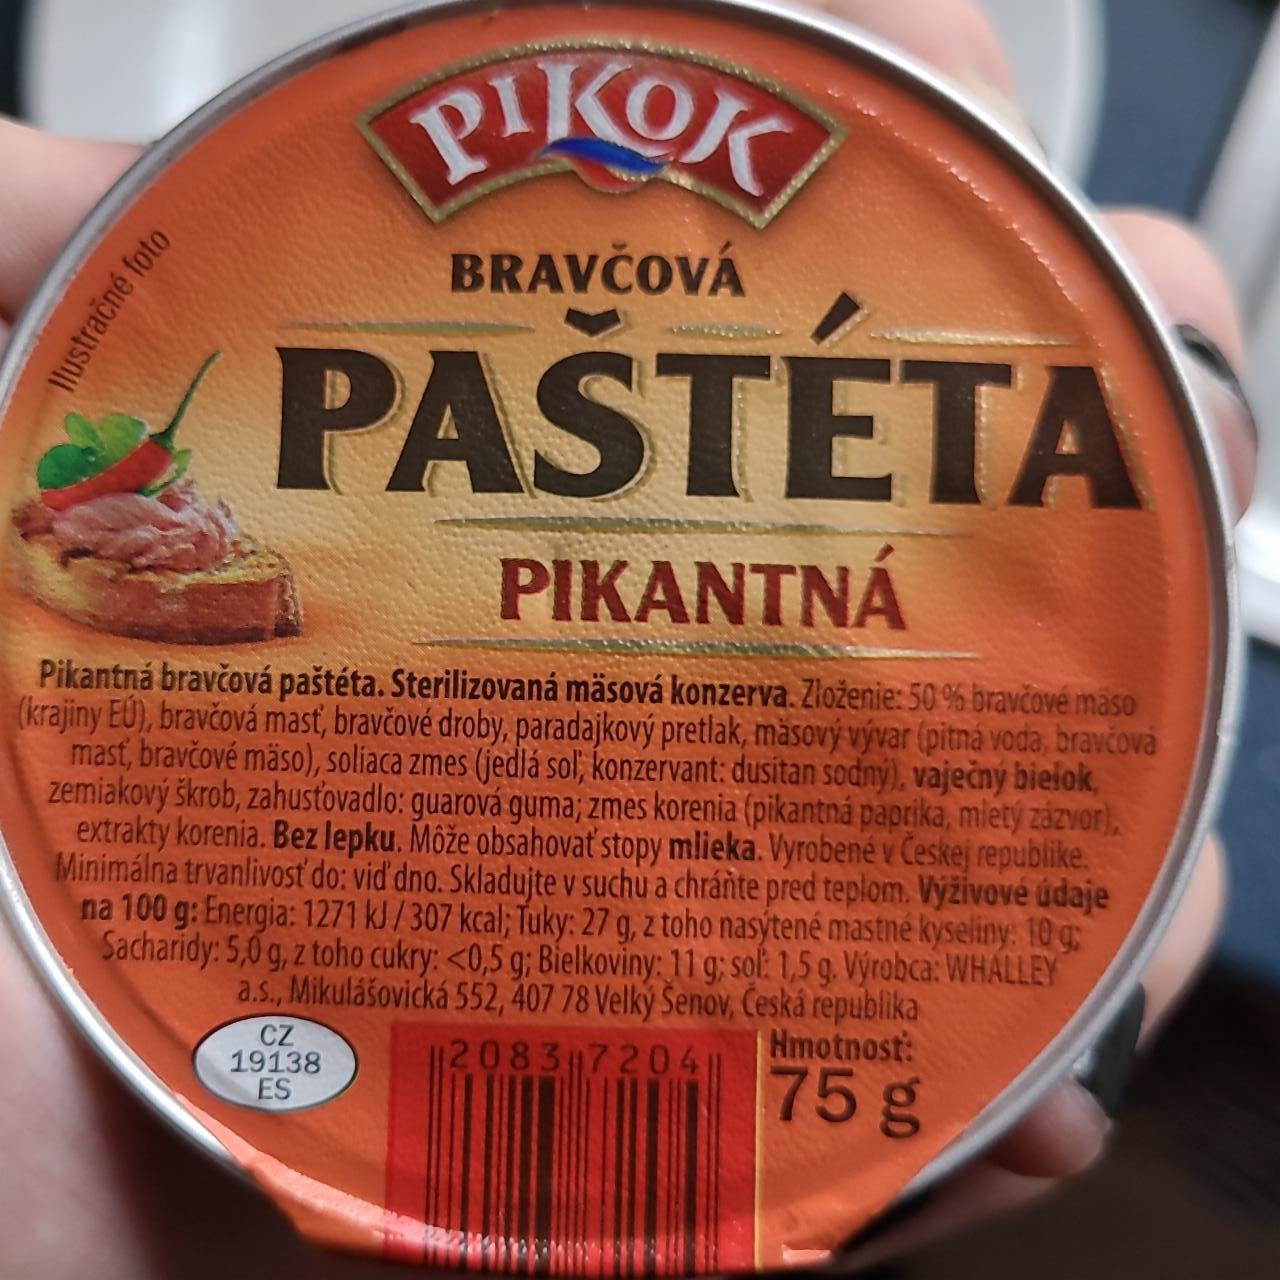 PIKOK
Ilustračné foto
BRAVČOVÁ
PAŠTÉTA
PIKANTNÁ
Pikantná bravčová paštéta. Sterilizovaná mäsová konzerva. Zloženie: 50 % bravčové mäso
(krajiny EÚ), bravčová masť, bravčové droby, paradajkový pretlak, mäsový vývar (pitná voda, bravčová
masť, bravčové mäso), soliaca zmes (jedlá soľ, konzervant: dusitan sodný), vaječný bielok,
zemiakový škrob, zahusťovadlo: guarová guma; zmes korenia (pikantná paprika, mletý zázvor),
extrakty korenia. Bez lepku. Môže obsahovať stopy mlieka. Vyrobené v Českej republike.
Minimálna trvanlivosť do: viď dno. Skladujte v suchu a chráňte pred teplom. Výživové údaje
na 100 g: Energia: 1271 kJ / 307 kcal; Tuky: 27 g, z toho nasýtené mastné kyseliny: 10 g;
Sacharidy: 5,0 g, z toho cukry: <0,5 g; Bielkoviny: 11 g; soľ: 1,5 g. Výrobca: WHALLEY
a.s., Mikulášovická 552, 407 78 Velký Šenov, Česká republika
CZ
19138
ES
2083 7204
Hmotnosť:
75 g